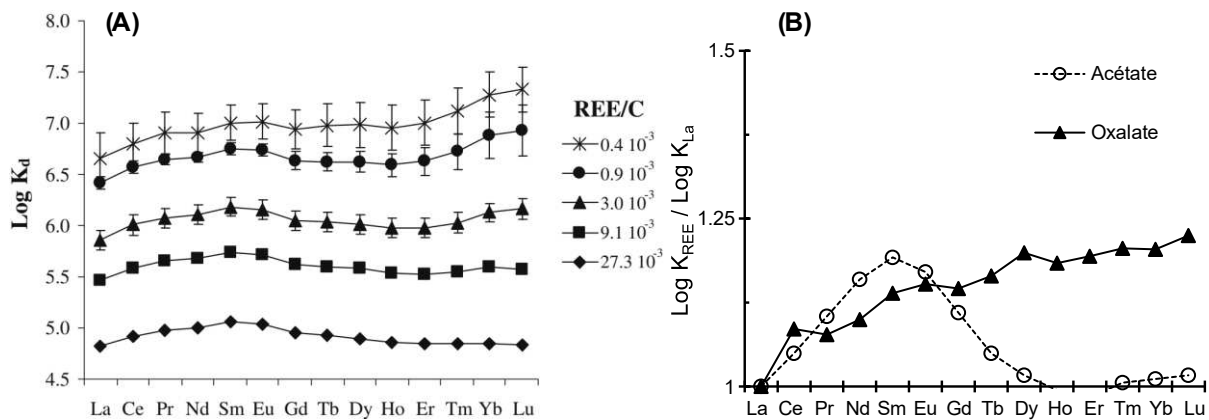 (A)
8.0
7.5
7.0
6.5
6.0
5.5
5.0
4.5
Log K_d
La Ce Pr Nd Sm Eu Gd Tb Dy Ho Er Tm Yb Lu
REE/C
0.4 10⁻³
0.9 10⁻³
3.0 10⁻³
9.1 10⁻³
27.3 10⁻³
(B)
1.5
1.25
1
Log K_REE / Log K_La
La Ce Pr Nd Sm Eu Gd Tb Dy Ho Er Tm Yb Lu
Acétate
Oxalate